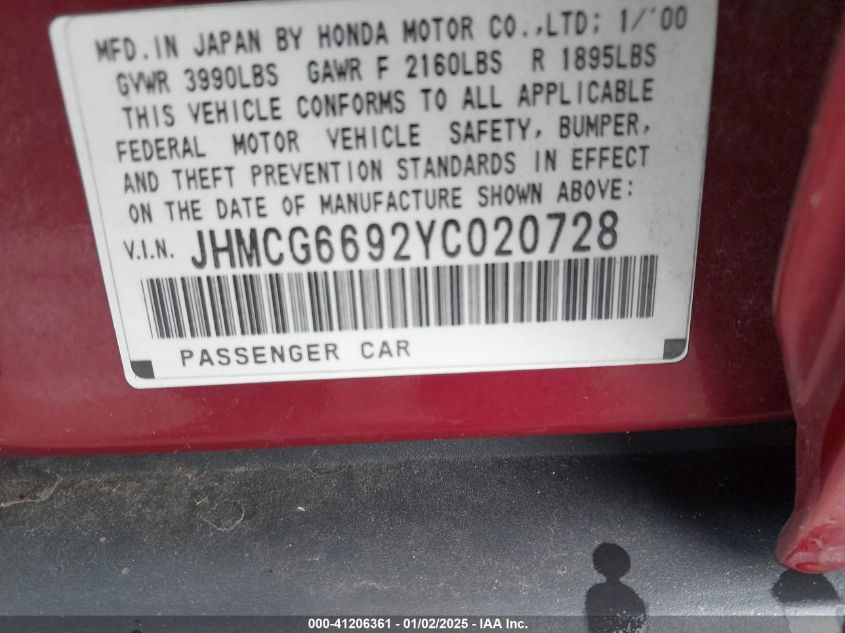 MFD. IN JAPAN BY HONDA MOTOR CO.,LTD; 1/'00
GVWR 3990LBS GAWR F 2160LBS R 1895LBS
THIS VEHICLE CONFORMS TO ALL APPLICABLE
FEDERAL MOTOR VEHICLE SAFETY, BUMPER,
AND THEFT PREVENTION STANDARDS IN EFFECT
ON THE DATE OF MANUFACTURE SHOWN ABOVE:
V.I.N. JHMCG6692YC020728
PASSENGER CAR
000-41206361 - 01/02/2025 - IAA Inc.